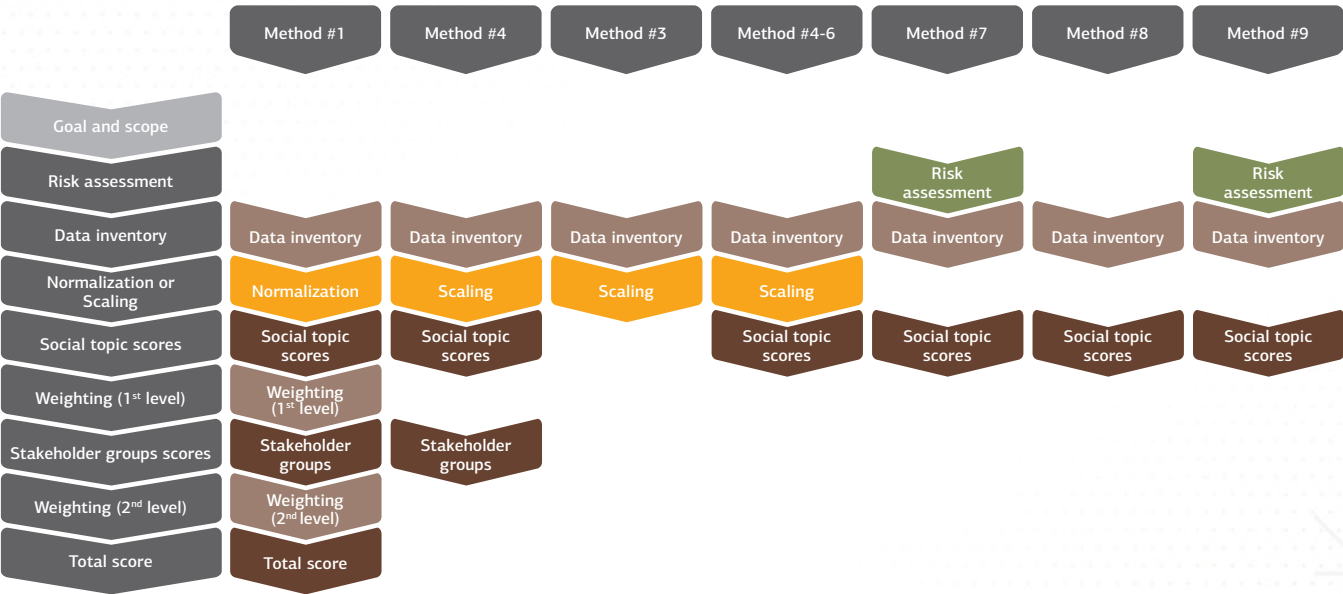 Method #1 Method #4 Method #3 Method #4-6 Method #7 Method #8 Method #9
Goal and scope
Risk assessment
Risk
assessment
Risk
assessment
Data inventory
Data inventory Data inventory Data inventory Data inventory Data inventory Data inventory Data inventory
Normalization or
Scaling
Normalization Scaling Scaling Scaling
Social topic scores
Social topic
scores
Social topic
scores
Social topic
scores
Social topic
scores
Social topic
scores
Social topic
scores
Weighting (1st level)
Weighting
(1st level)
Stakeholder groups scores
Stakeholder
groups
Stakeholder
groups
Weighting (2nd level)
Weighting
(2nd level)
Total score
Total score